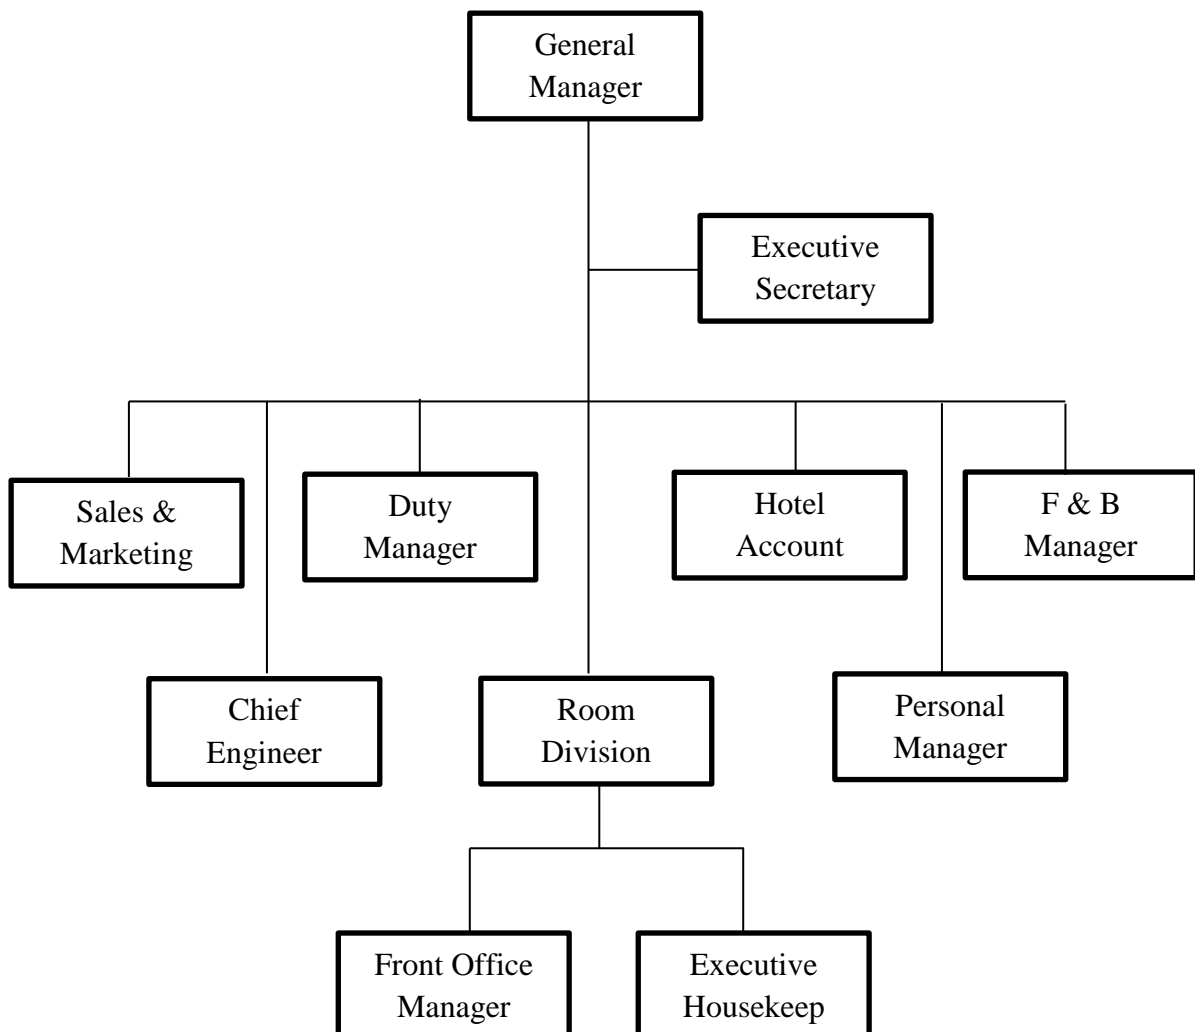 General
Manager
Executive
Secretary
Sales &
Marketing
Duty
Manager
Hotel
Account
F & B
Manager
Chief
Engineer
Room
Division
Personal
Manager
Front Office
Manager
Executive
Housekeep